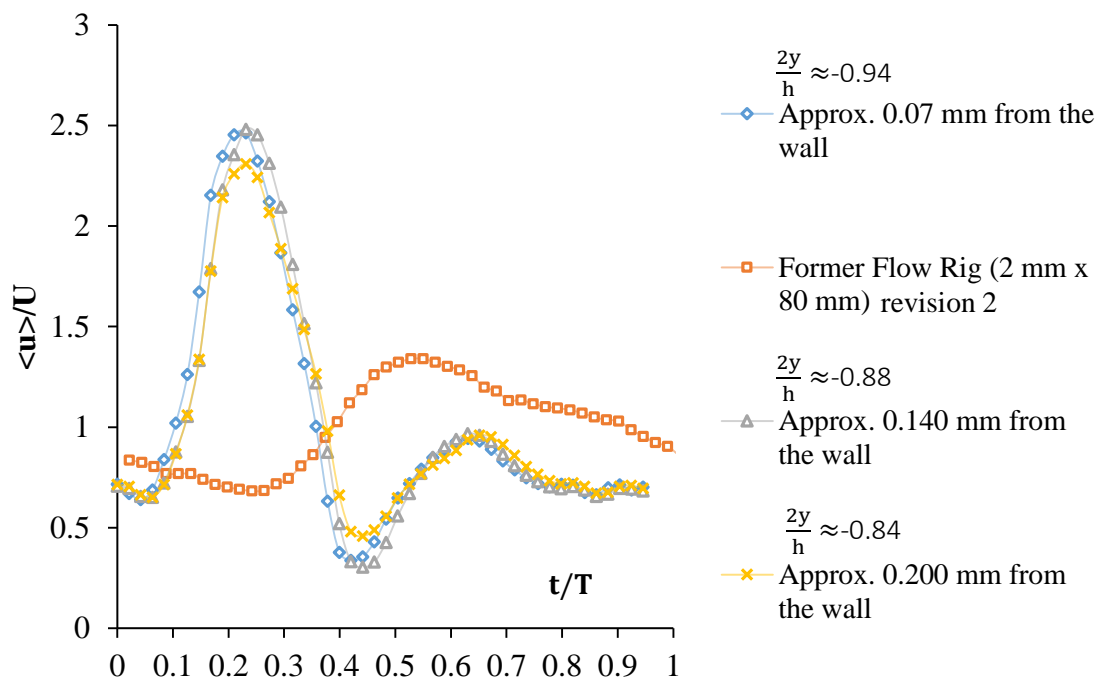 3
2.5
2
1.5
1
0.5
0
<u>/U
0 0.1 0.2 0.3 0.4 0.5 0.6 0.7 0.8 0.9 1
t/T
2y/h ≈-0.94
Approx. 0.07 mm from the
wall
Former Flow Rig (2 mm x
80 mm) revision 2
2y/h ≈-0.88
Approx. 0.140 mm from
the wall
2y/h ≈-0.84
Approx. 0.200 mm from
the wall